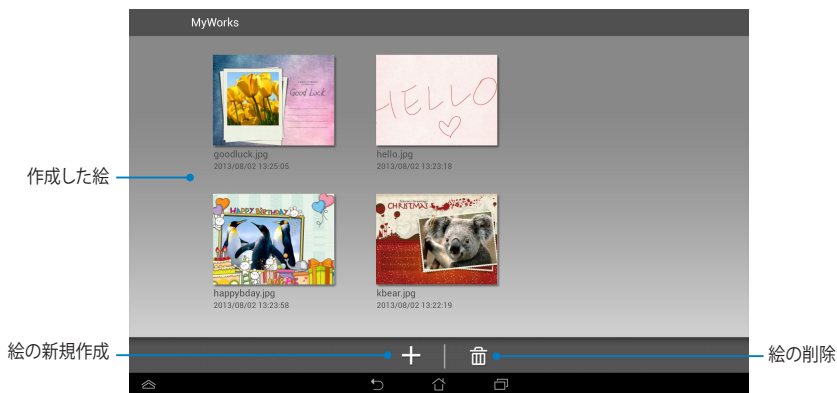 MyWorks
Good Luck
HELLO
goodluck.jpg
2013/08/02 13:25:05
hello.jpg
2013/08/02 13:23:18
作成した絵
HAPPY BIRTHDAY
CHRISTMAS
happybday.jpg
2013/08/02 13:23:58
kbear.jpg
2013/08/02 13:22:19
絵の新規作成
絵の削除